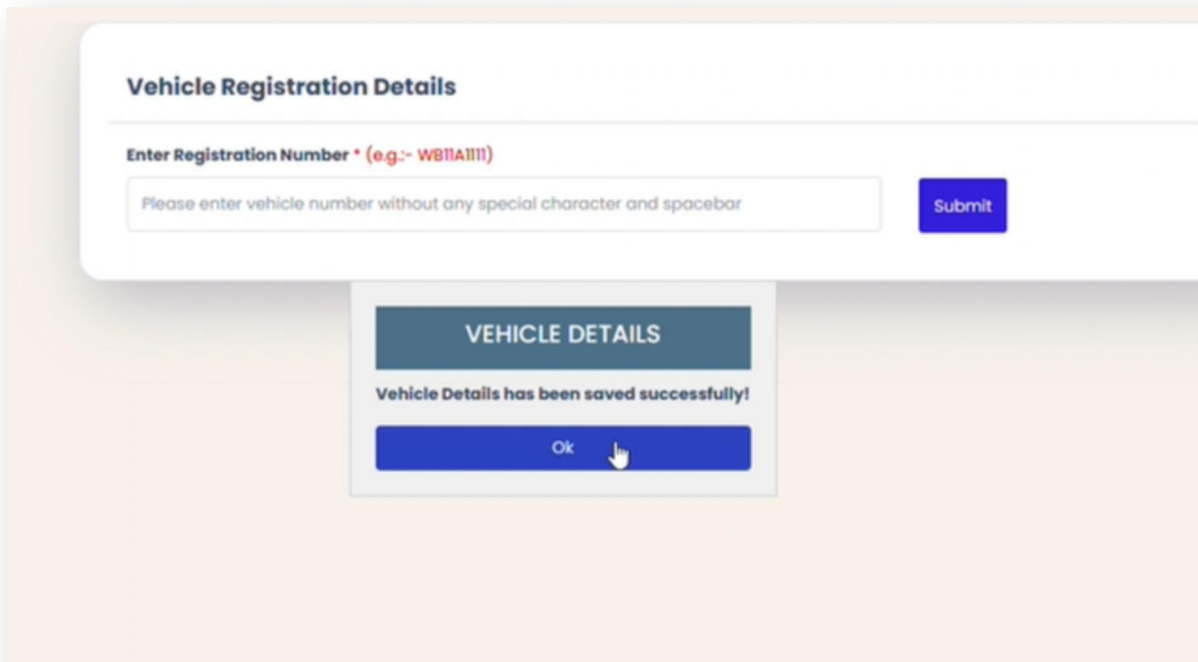 Vehicle Registration Details
Enter Registration Number * (e.g.:- WB11A1111)
Please enter vehicle number without any special character and spacebar
Submit
VEHICLE DETAILS
Vehicle Details has been saved successfully!
Ok